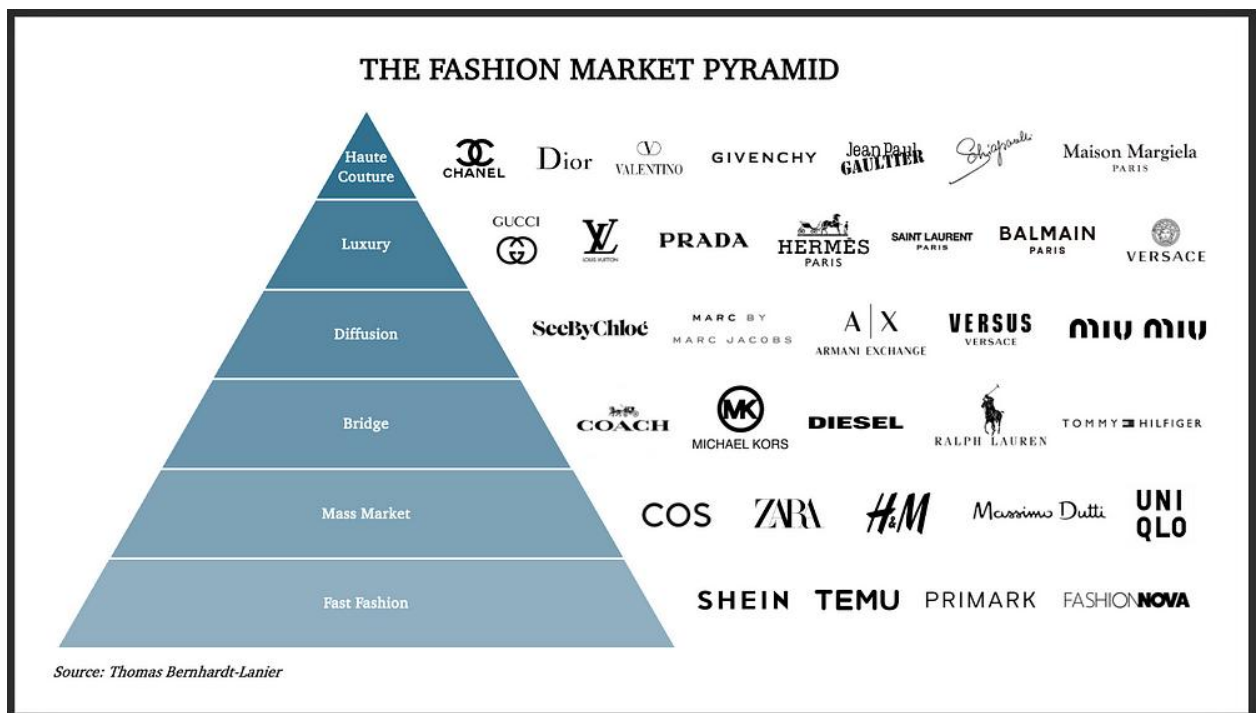 THE FASHION MARKET PYRAMID
Haute
Couture
CHANEL
Dior
V
VALENTINO
GIVENCHY
Jean Paul
GAULTIER
Schiaparelli
Maison Margiela
PARIS
Luxury
GUCCI
LV
LOUIS VUITTON
PRADA
HERMÈS
PARIS
SAINT LAURENT
PARIS
BALMAIN
PARIS
VERSACE
Diffusion
SeeByChloé
MARC BY
MARC JACOBS
A|X
ARMANI EXCHANGE
VERSUS
VERSACE
MIU MIU
Bridge
COACH
MK
MICHAEL KORS
DIESEL
RALPH LAUREN
TOMMY HILFIGER
Mass Market
COS
ZARA
H&M
Massimo Dutti
UNI
QLO
Fast Fashion
SHEIN
TEMU
PRIMARK
FASHIONNOVA
Source: Thomas Bernhardt-Lanier